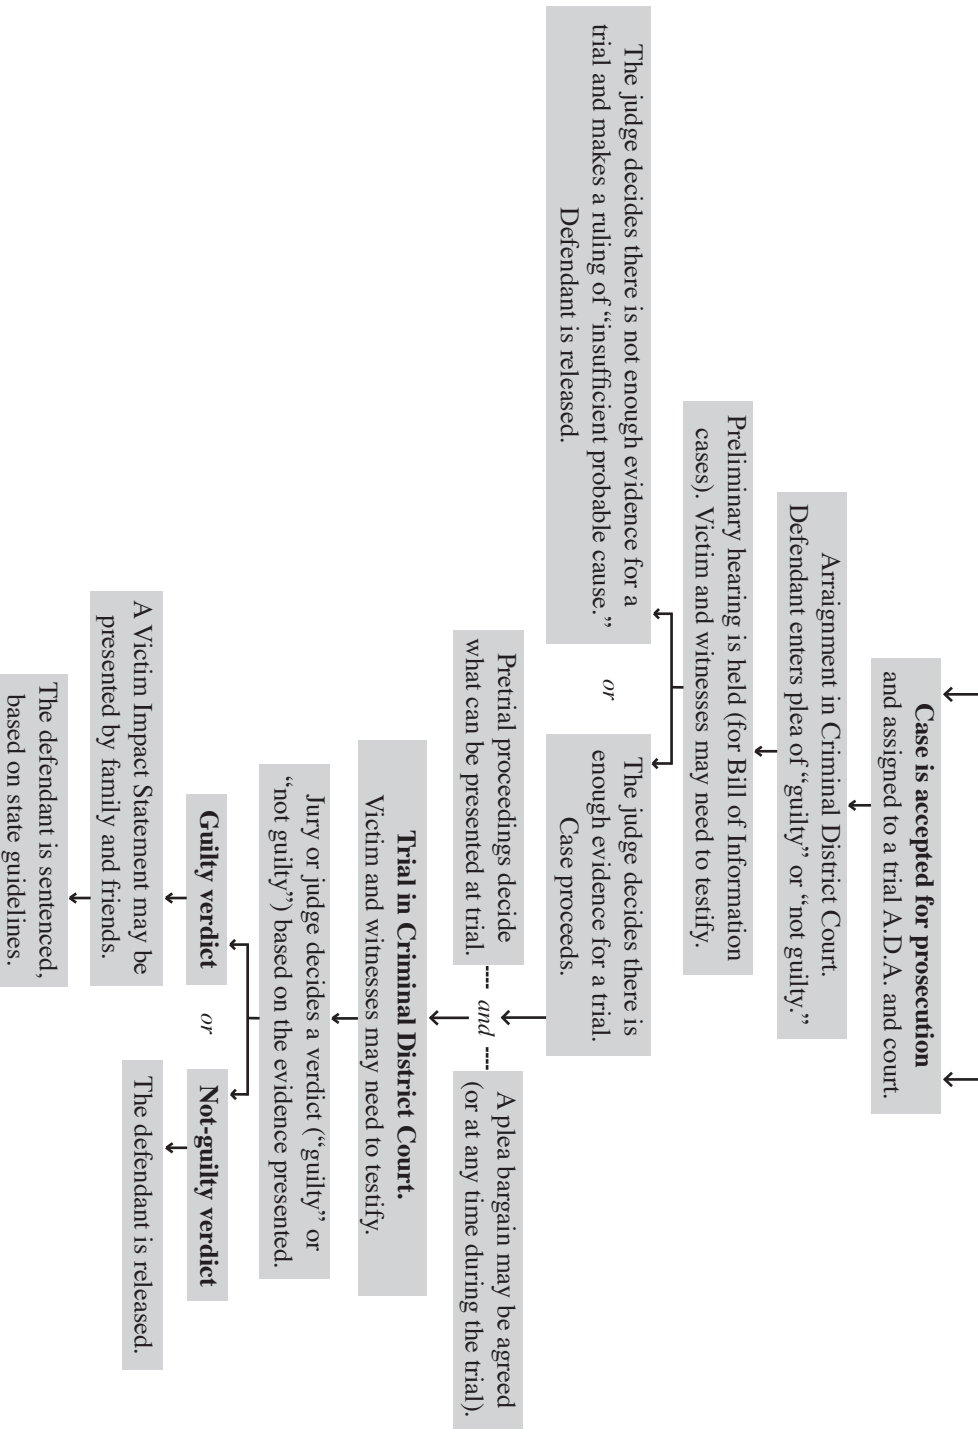 Case is accepted for prosecution
and assigned to a trial A.D.A. and court.
Arraignment in Criminal District Court.
Defendant enters plea of “guilty” or “not guilty.”
Preliminary hearing is held (for Bill of Information
cases). Victim and witnesses may need to testify.
The judge decides there is not enough evidence for a
trial and makes a ruling of “insufficient probable cause.”
Defendant is released.
or
The judge decides there is
enough evidence for a trial.
Case proceeds.
Pretrial proceedings decide
what can be presented at trial.
and
A plea bargain may be agreed
(or at any time during the trial).
Trial in Criminal District Court.
Victim and witnesses may need to testify.
Jury or judge decides a verdict (“guilty” or
“not guilty”) based on the evidence presented.
Guilty verdict
or
Not-guilty verdict
A Victim Impact Statement may be
presented by family and friends.
The defendant is released.
The defendant is sentenced,
based on state guidelines.